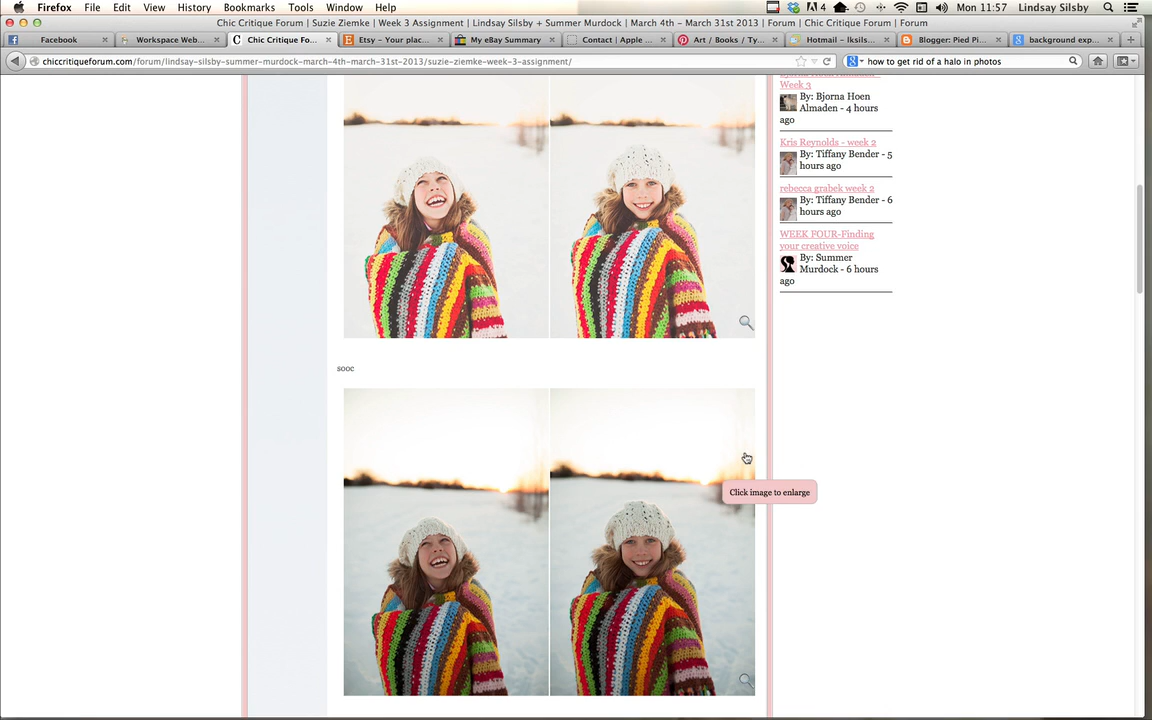 Firefox File Edit View History Bookmarks Tools Window Help 4 Mon 11:57 Lindsay Silsby
Chic Critique Forum | Suzie Ziemke | Week 3 Assignment | Lindsay Silsby + Summer Murdock | March 4th – March 31st 2013 | Forum | Chic Critique Forum | Forum
Facebook Workspace Web... Chic Critique Fo... Etsy – Your plac... My eBay Summary Contact | Apple ... Art / Books / Ty... Hotmail – lksils... Blogger: Pied Pi... background exp...
chiccritiqueforum.com/forum/lindsay-silsby-summer-murdock-march-4th-march-31st-2013/suzie-ziemke-week-3-assignment/ how to get rid of a halo in photos
Bjorna Hoen Almaden -
Week 3
By: Bjorna Hoen
Almaden - 4 hours
ago
Kris Reynolds - week 2
By: Tiffany Bender - 5
hours ago
rebecca grabek week 2
By: Tiffany Bender - 6
hours ago
WEEK FOUR-Finding
your creative voice
By: Summer
Murdock - 6 hours
ago
sooc
Click image to enlarge